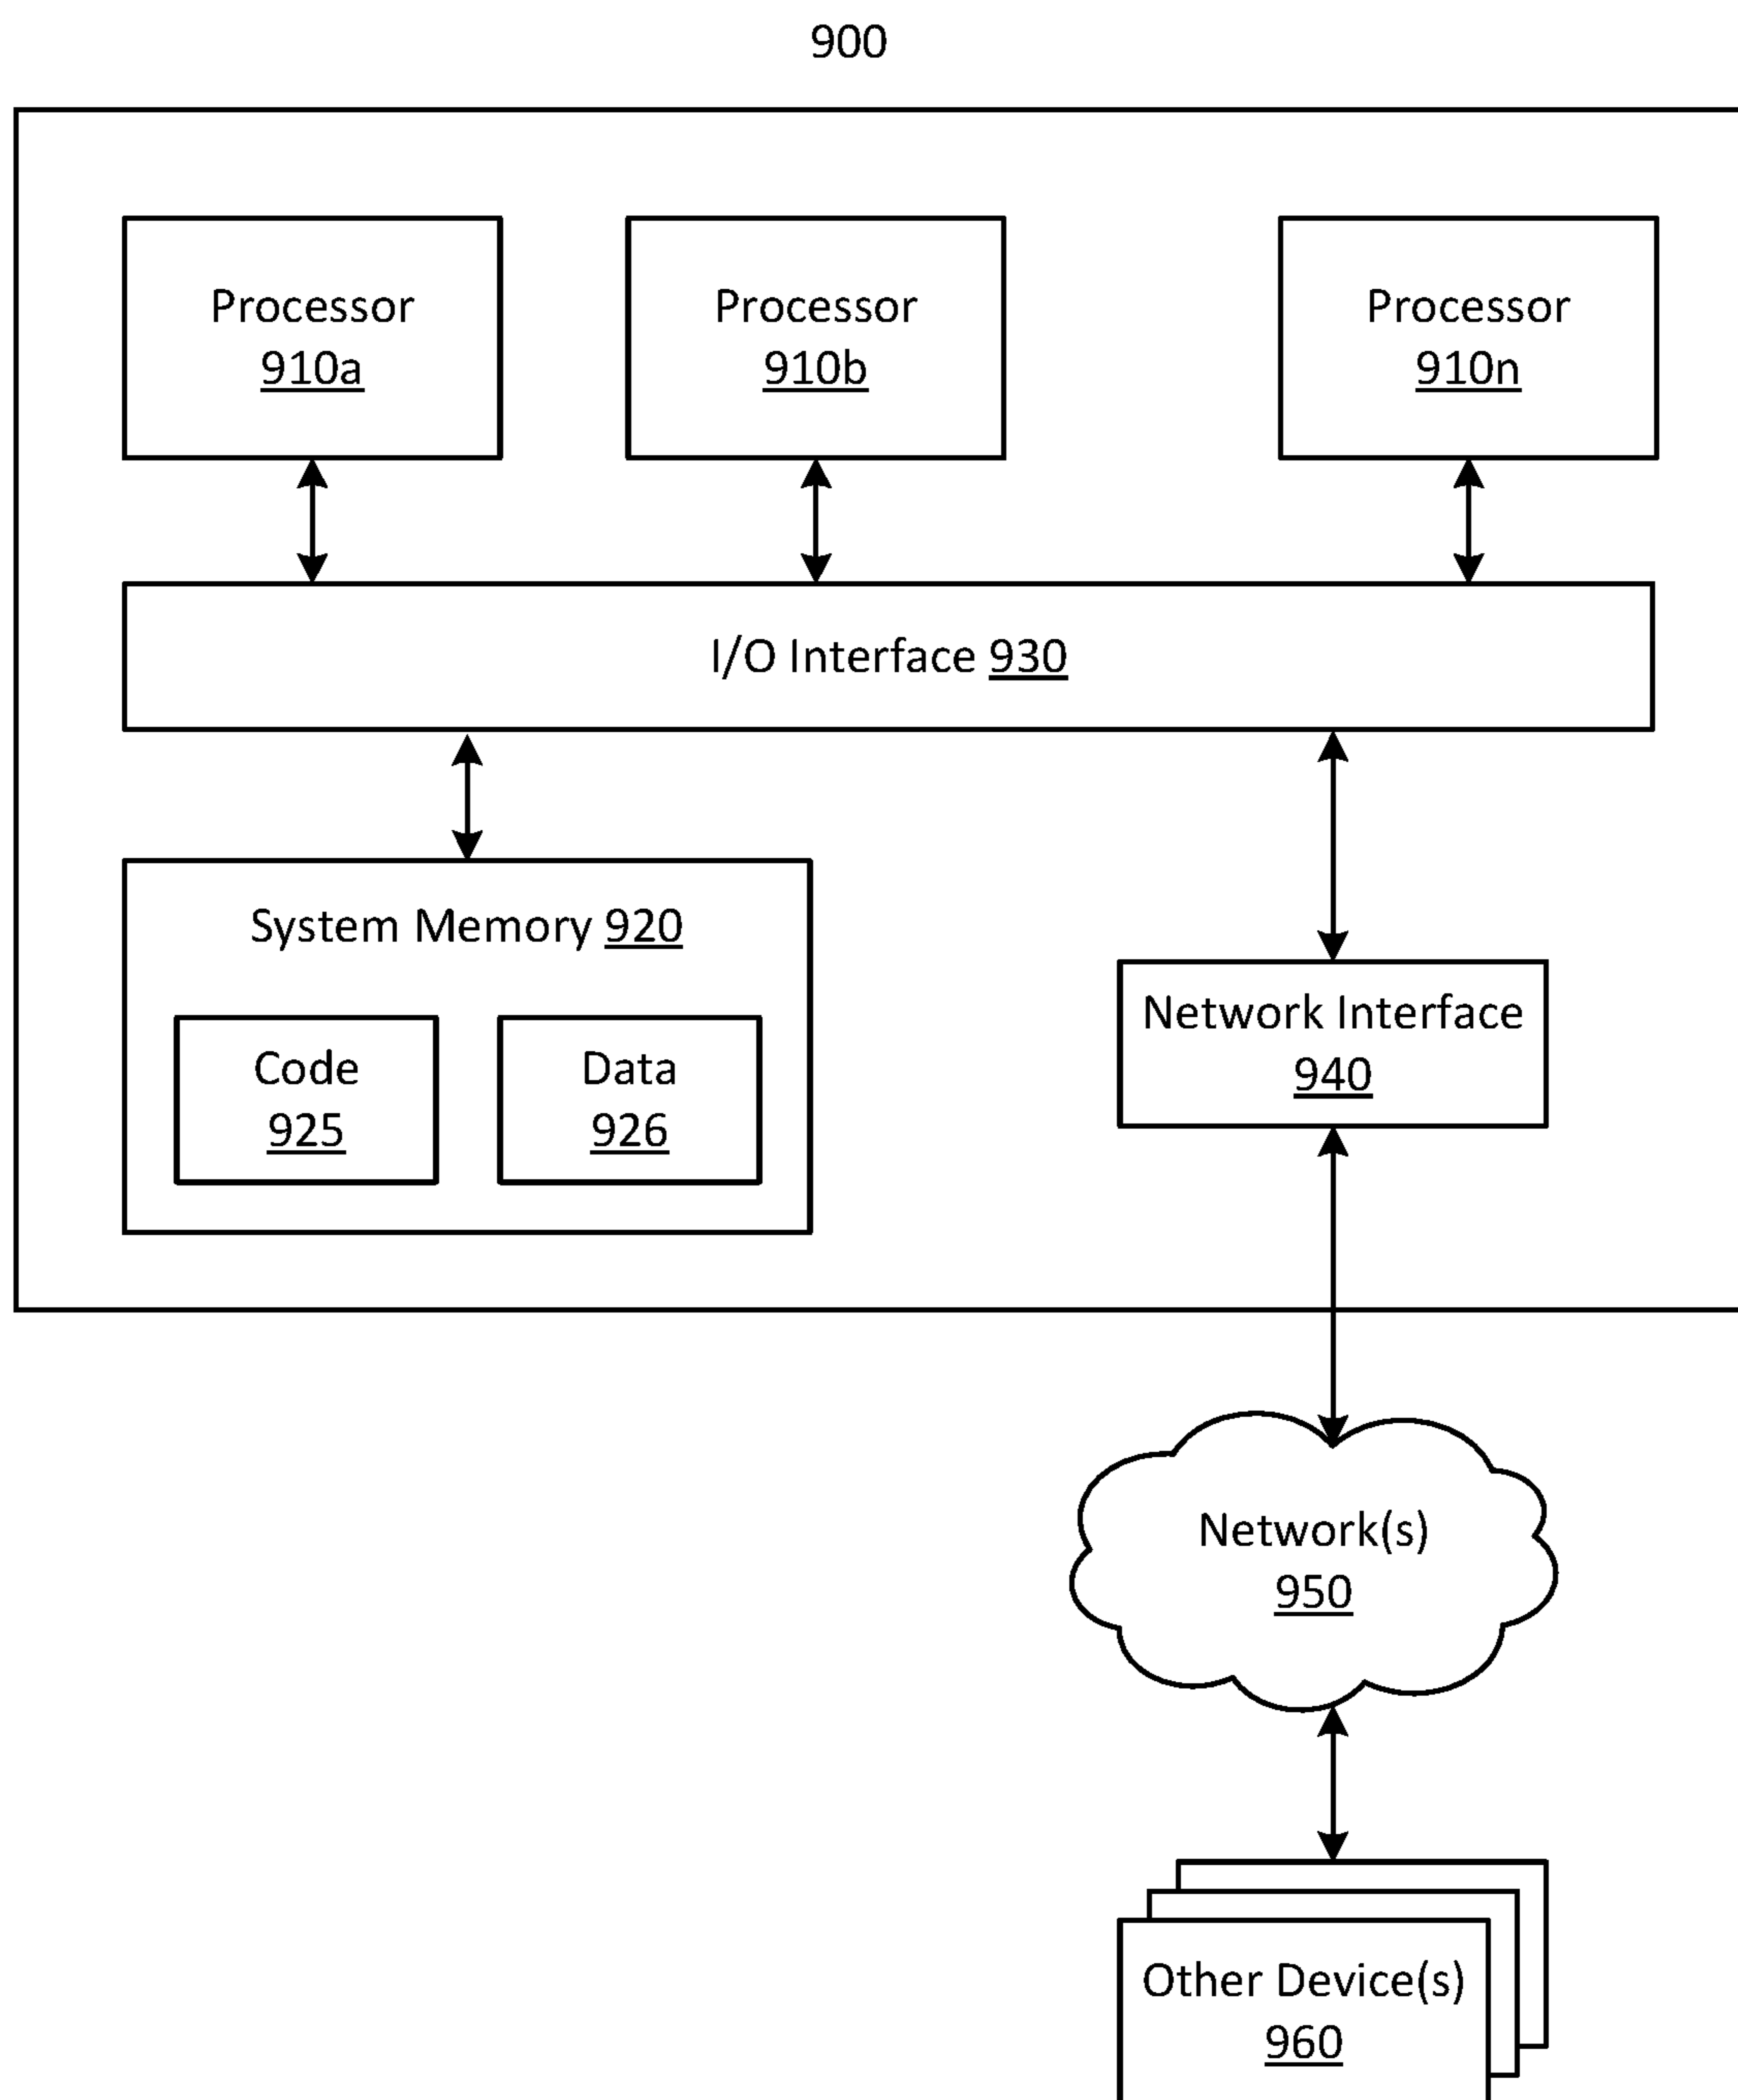 900
Processor
910a
Processor
910b
Processor
910n
I/O Interface 930
System Memory 920
Code
925
Data
926
Network Interface
940
Network(s)
950
Other Device(s)
960